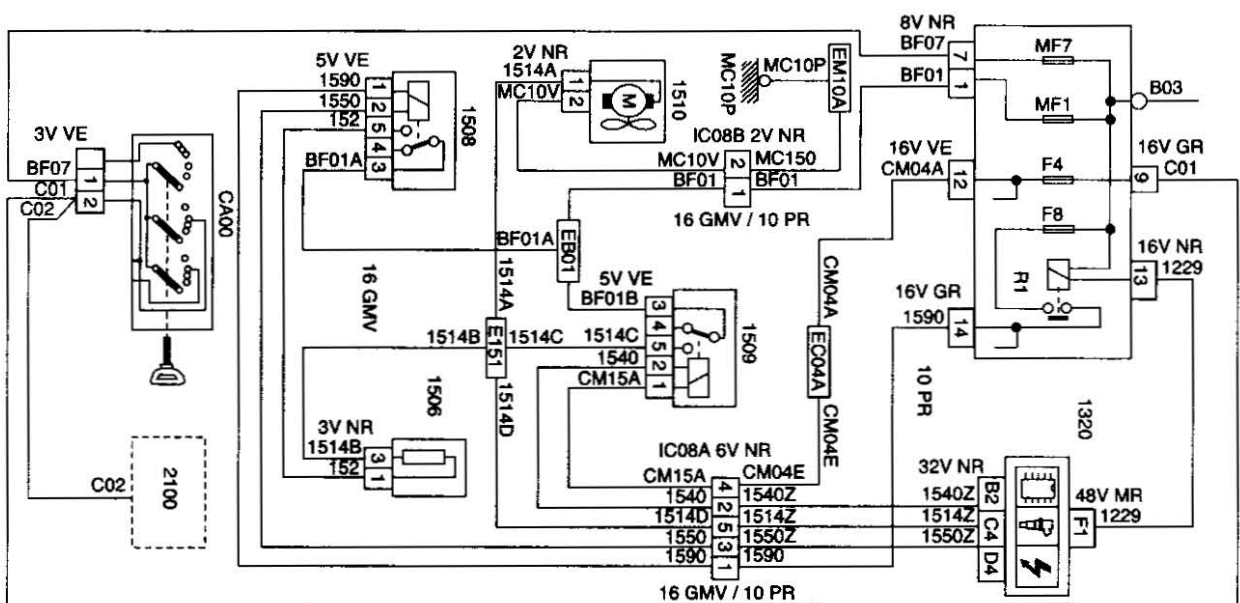 3V VE
BF07
C01
C02
1
2
CA00
C02
2100
5V VE
1590
1550
152
BF01A
1
2
5
4
3
1508
2V NR
1514A
MC10V
1
2
M
1510
MC10P
MC10P
EM10A
IC08B 2V NR
MC10V
2
MC150
BF01
1
BF01
16 GMV / 10 PR
BF01A
EB01
16 GMV
1514A
1514B
E151
1514C
1514D
1506
3V NR
1514B
152
3
1
5V VE
BF01B
1514C
1540
CM15A
3
4
5
2
1
1509
CM04A
EC04A
CM04E
IC08A 6V NR
CM15A
4
CM04E
1540
2
1540Z
1514D
5
1514Z
1550
3
1550Z
1590
1
1590
16 GMV / 10 PR
8V NR
BF07
7
MF7
BF01
1
MF1
B03
16V VE
CM04A
12
F4
16V GR
9
C01
F8
16V NR
13
1229
R1
16V GR
1590
14
10 PR
1320
32V NR
1540Z
B2
1514Z
C4
1550Z
D4
48V MR
F1
1229